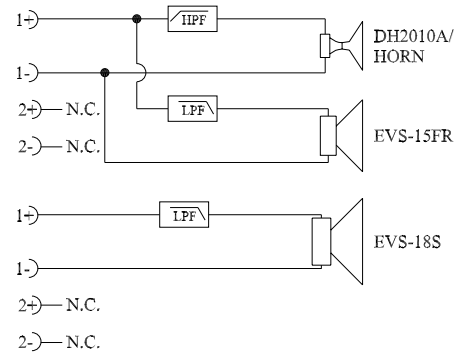 1+ HPF DH2010A/
HORN
1-
2+ N.C. LPF
2- N.C. EVS-15FR
1+ LPF
EVS-18S
1-
2+ N.C.
2- N.C.